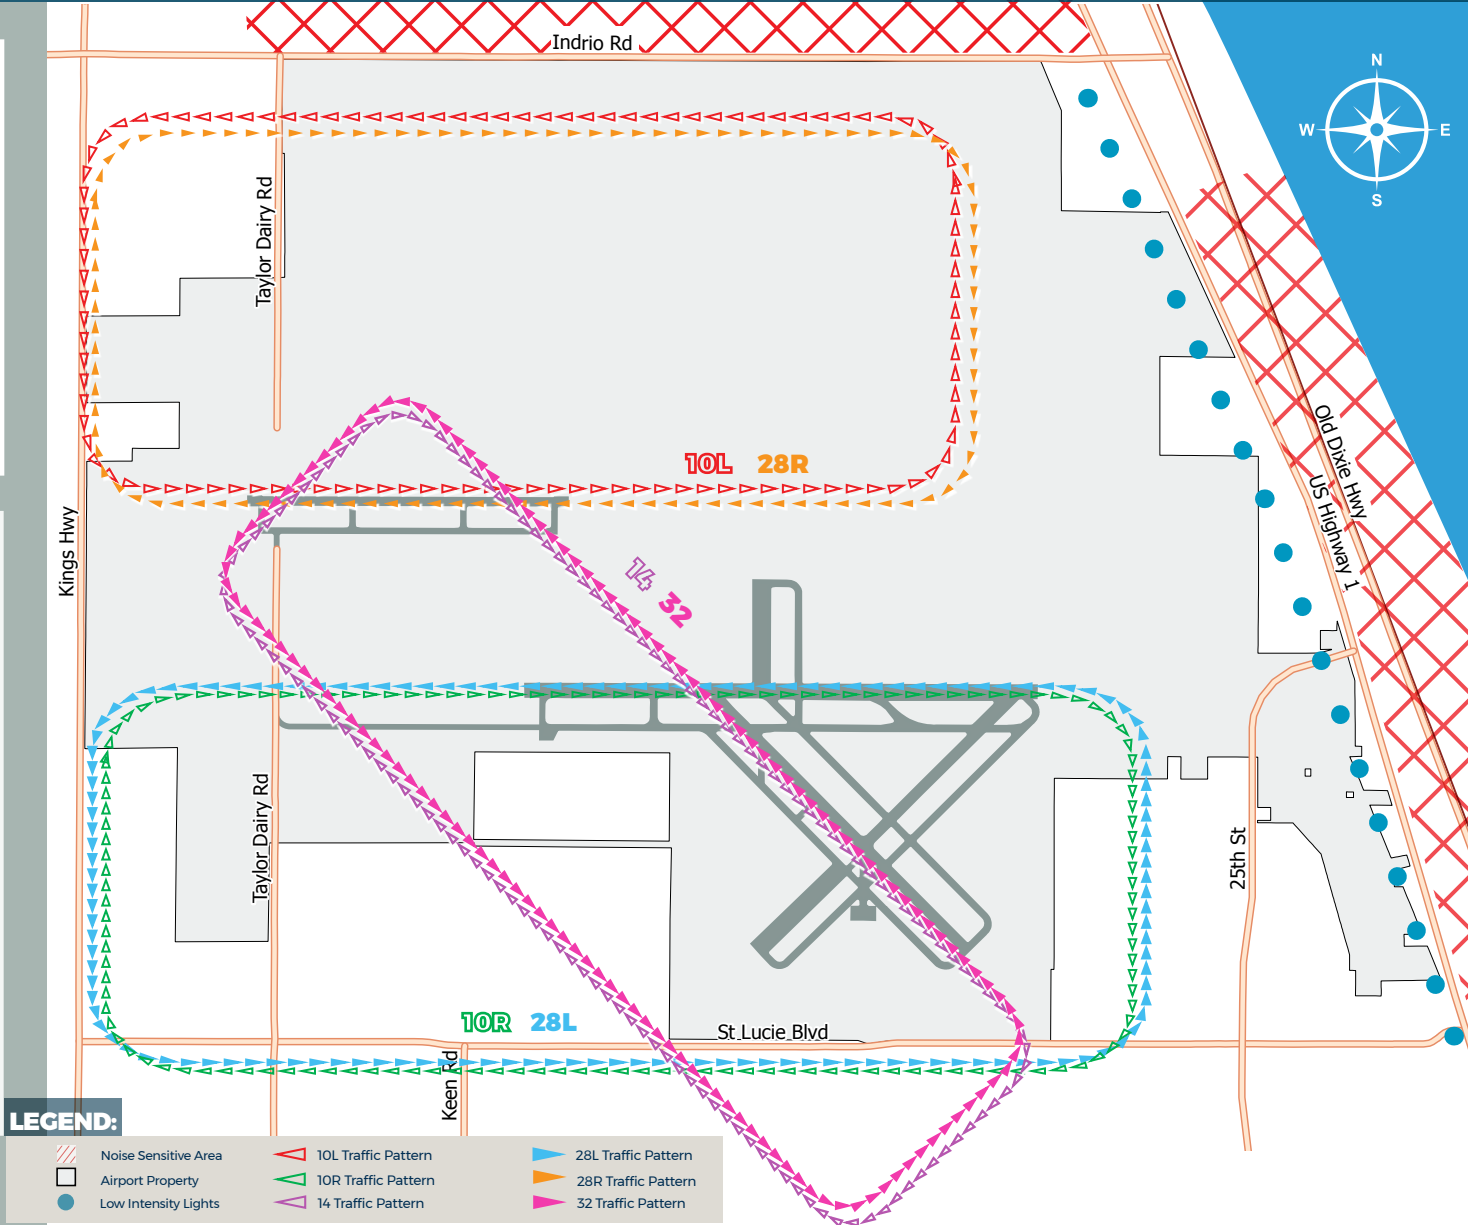 Indrio Rd
N
W
E
S
Taylor Dairy Rd
10L 28R
Old Dixie Hwy
US Highway 1
Kings Hwy
14
32
Taylor Dairy Rd
25th St
10R 28L
St Lucie Blvd
Keen Rd
LEGEND:
Noise Sensitive Area
Airport Property
Low Intensity Lights
10L Traffic Pattern
10R Traffic Pattern
14 Traffic Pattern
28L Traffic Pattern
28R Traffic Pattern
32 Traffic Pattern